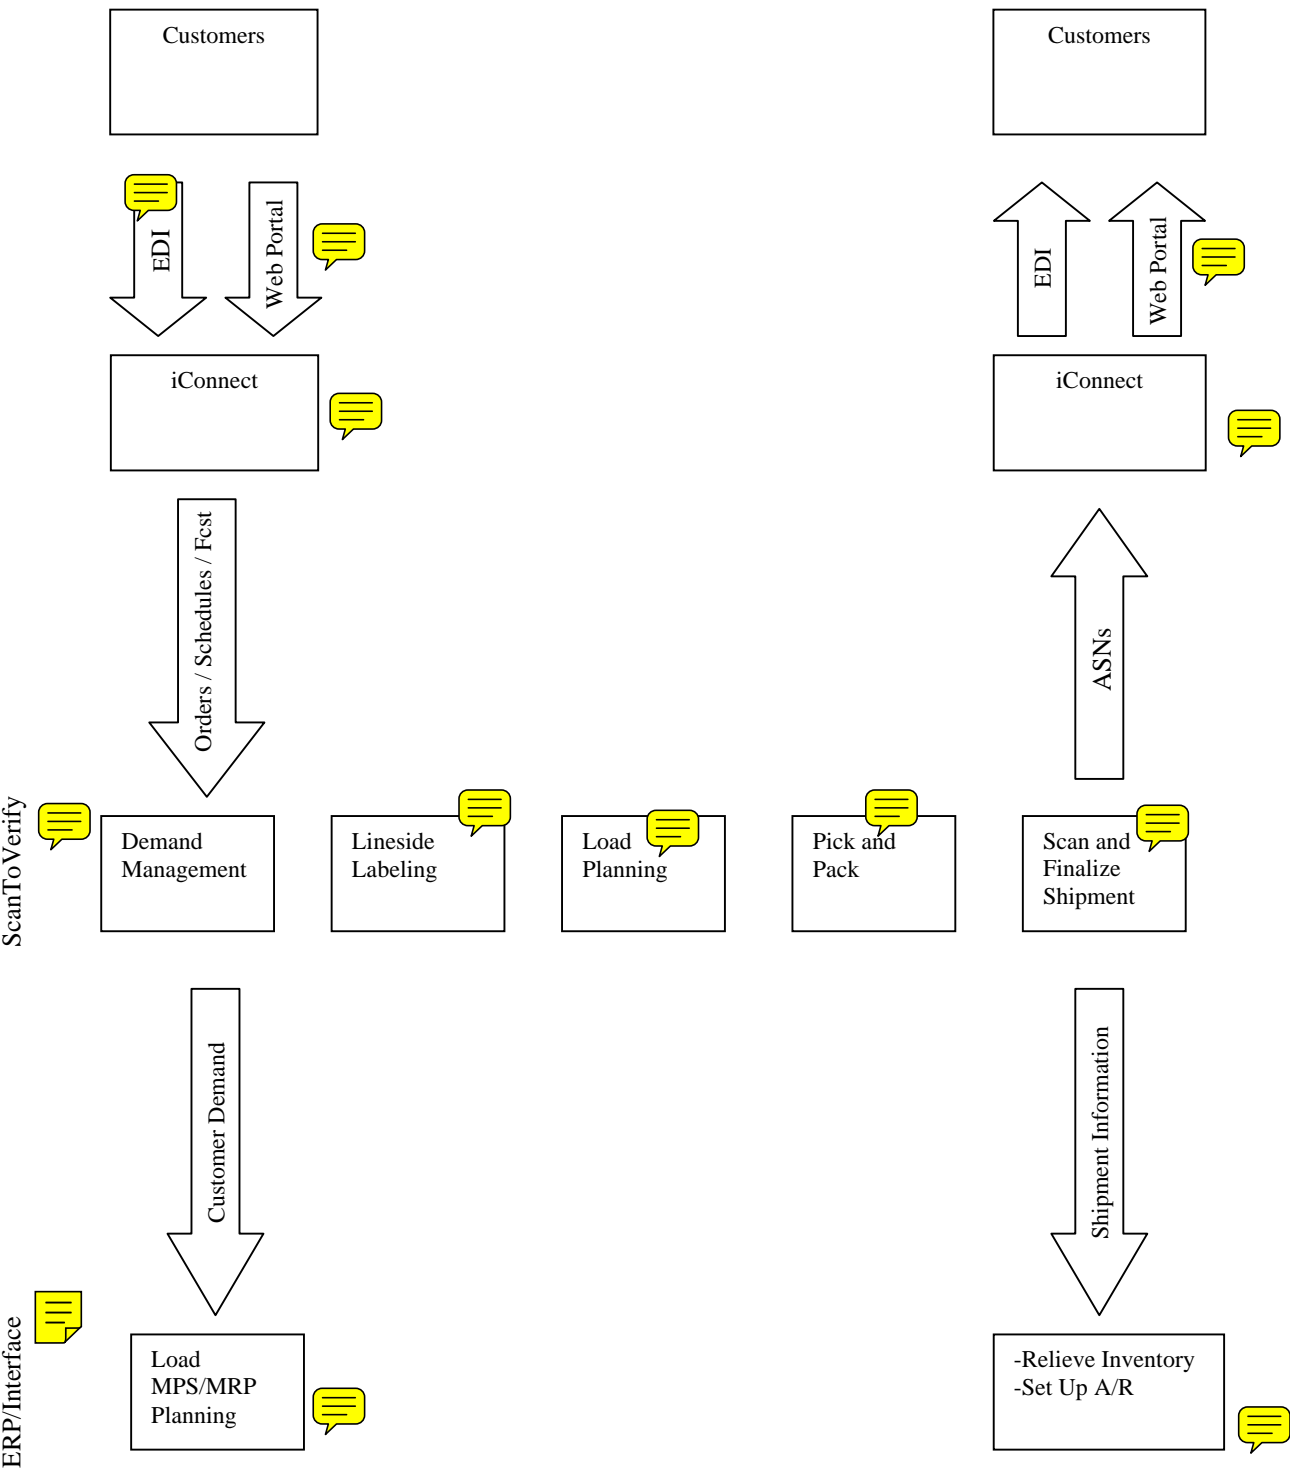 Customers
Customers
EDI
Web Portal
EDI
Web Portal
iConnect
iConnect
Orders / Schedules / Fcst
ASNs
ScanToVerify
Demand
Management
Lineside
Labeling
Load
Planning
Pick and
Pack
Scan and
Finalize
Shipment
Customer Demand
Shipment Information
ERP/Interface
Load
MPS/MRP
Planning
-Relieve Inventory
-Set Up A/R